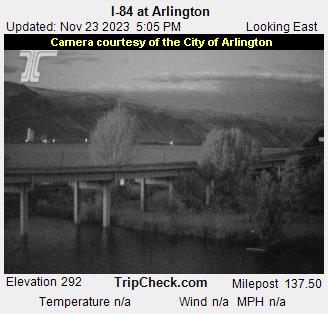 I-84 at Arlington
Updated: Nov 23 2023 5:05 PM Looking East
Camera courtesy of the City of Arlington
Elevation 292 TripCheck.com Milepost 137.50
Temperature n/a Wind n/a MPH n/a